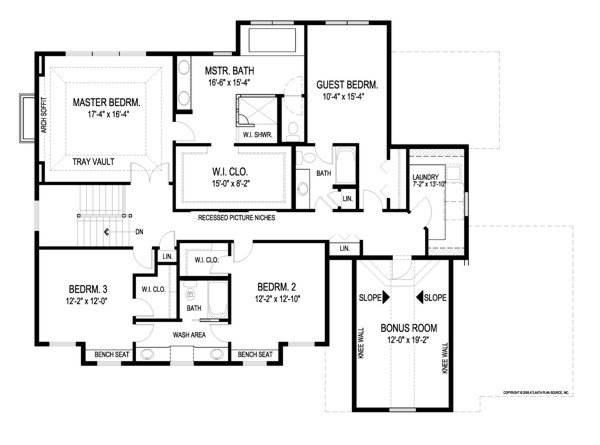 MSTR. BATH
16'-6" x 15'-4"
GUEST BEDRM.
10'-4" x 15'-4"
MASTER BEDRM.
17'-4" x 16'-4"
ARCH SOFFIT
W.I. SHWR.
TRAY VAULT
W.I. CLO.
15'-0" x 8'-2"
BATH
LAUNDRY
7'-2" x 13'-10"
LIN.
RECESSED PICTURE NICHES
DN
LIN.
LIN.
W.I. CLO.
BEDRM. 3
12'-2" x 12'-0"
W.I. CLO.
BATH
BEDRM. 2
12'-2" x 12'-10"
SLOPE
SLOPE
BONUS ROOM
12'-0" x 19'-2"
KNEE WALL
KNEE WALL
WASH AREA
BENCH SEAT
BENCH SEAT
COPYRIGHT © 2008 ATLANTA PLAN SOURCE, INC.